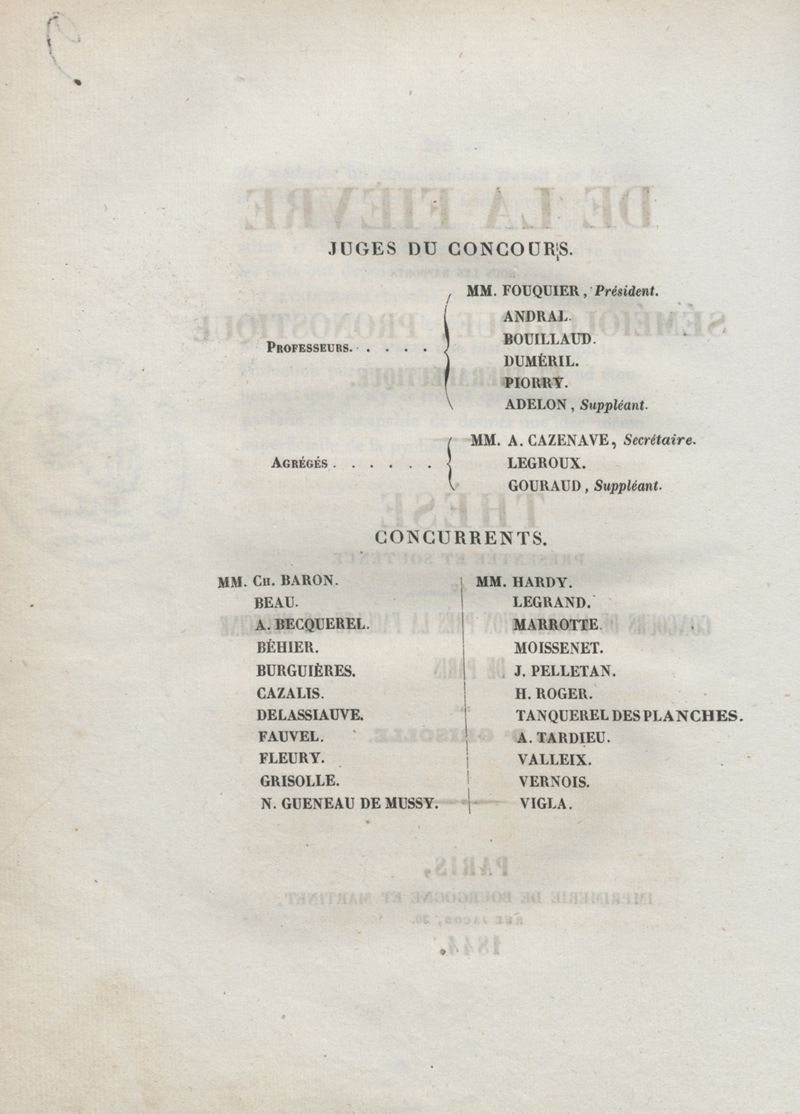 JUGES DU CONCOURS.
MM. FOUQUIER, Président.
ANDRAL.
BOUILLAUD.
PROFESSEURS. . . . .
DUMÉRIL.
PIORRY.
ADELON, Suppléant.
MM. A. CAZENAVE, Secrétaire.
AGRÉGÉS . . . . . .
LEGROUX.
GOURAUD, Suppléant.
CONCURRENTS.
MM. CH. BARON.
BEAU.
A. BECQUEREL.
BÉHIER.
BURGUIÈRES.
CAZALIS.
DELASSIAUVE.
FAUVEL.
FLEURY.
GRISOLLE.
N. GUENEAU DE MUSSY.
MM. HARDY.
LEGRAND.
MARROTTE.
MOISSENET.
J. PELLETAN.
H. ROGER.
TANQUEREL DES PLANCHES.
A. TARDIEU.
VALLEIX.
VERNOIS.
VIGLA.